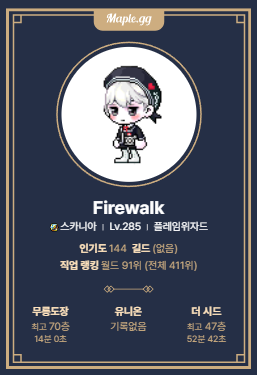 Maple.gg
Firewalk
스카니아 | Lv.285 | 플레임위자드
인기도 144 길드 (없음)
직업 랭킹 월드 91위 (전체 411위)
무릉도장 유니온 더 시드
최고 70층 기록없음 최고 47층
14분 0초 52분 42초